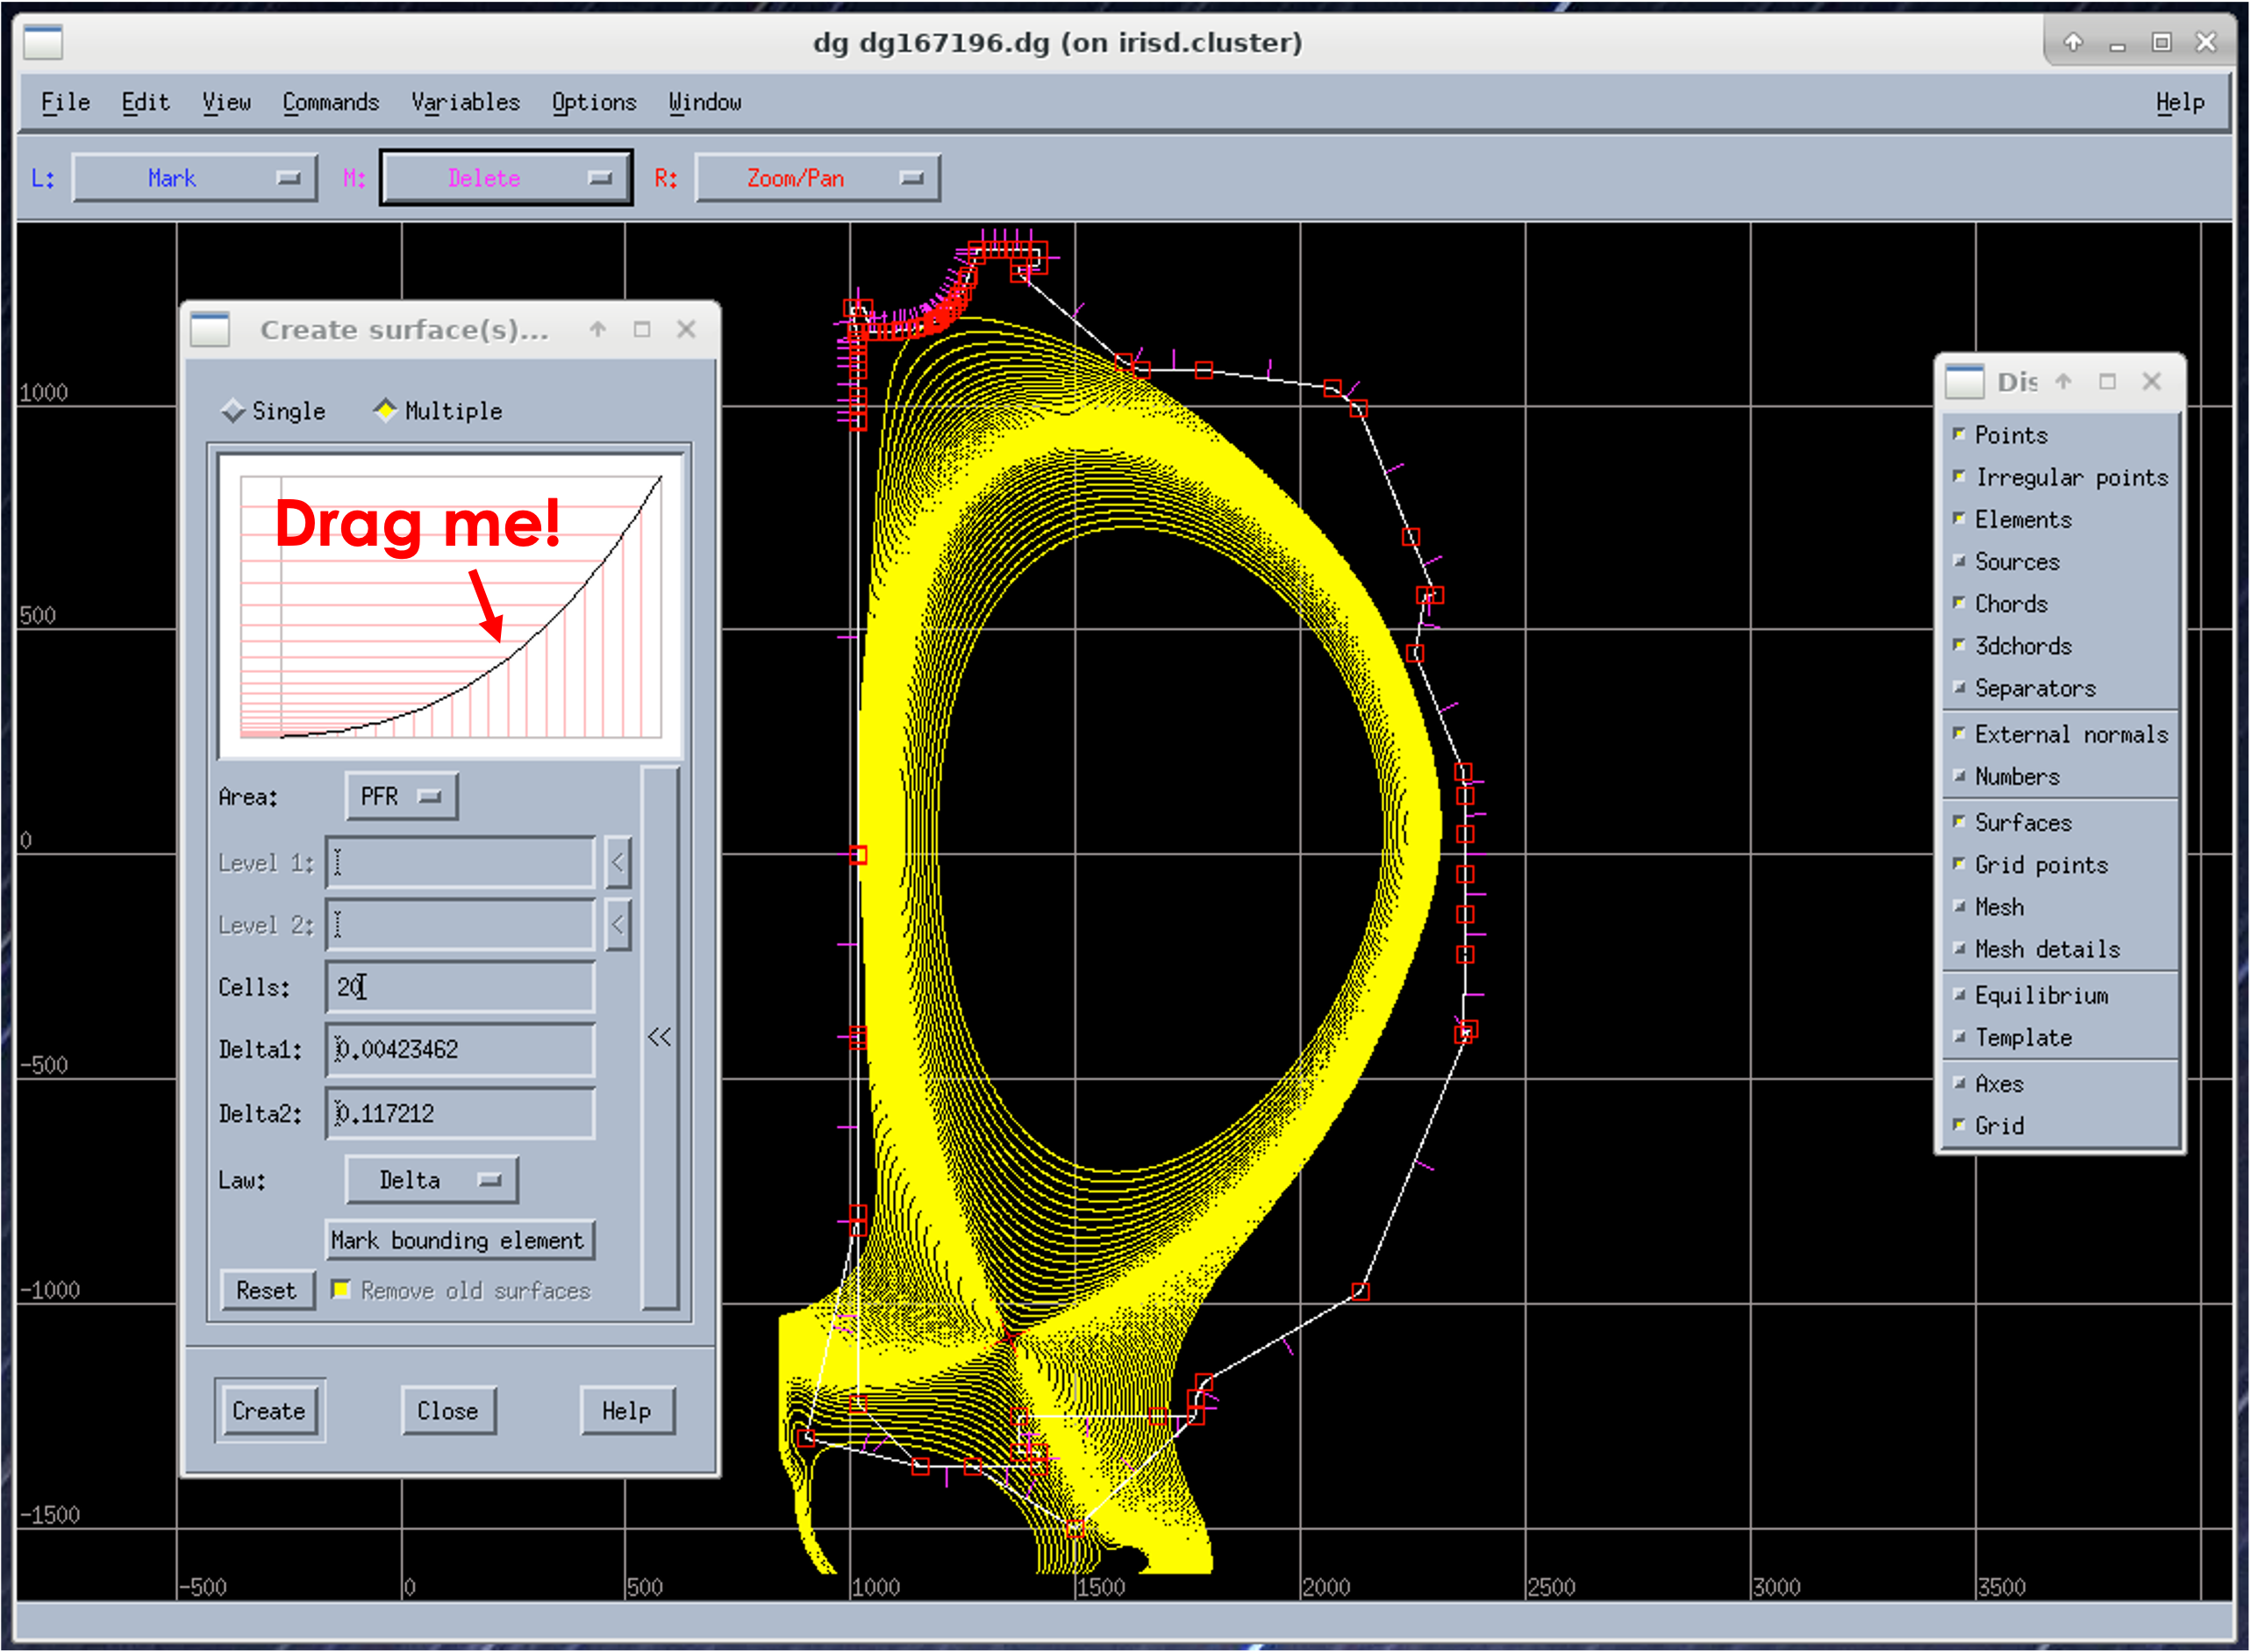 dg dg167196.dg (on irisd.cluster)
File Edit View Commands Variables Options Window Help
L: Mark M: Delete R: Zoom/Pan
Create surface(s)...
Single Multiple
Drag me!
Area: PFR
Level 1: <
Level 2: <
Cells: 20
Delta1: 0.00423462
Delta2: 0.117212
Law: Delta
Mark bounding element
Reset Remove old surfaces
<<
Create Close Help
Dis
Points
Irregular points
Elements
Sources
Chords
3dchords
Separators
External normals
Numbers
Surfaces
Grid points
Mesh
Mesh details
Equilibrium
Template
Axes
Grid
1000
500
0
-500
-1000
-1500
-500 0 500 1000 1500 2000 2500 3000 3500